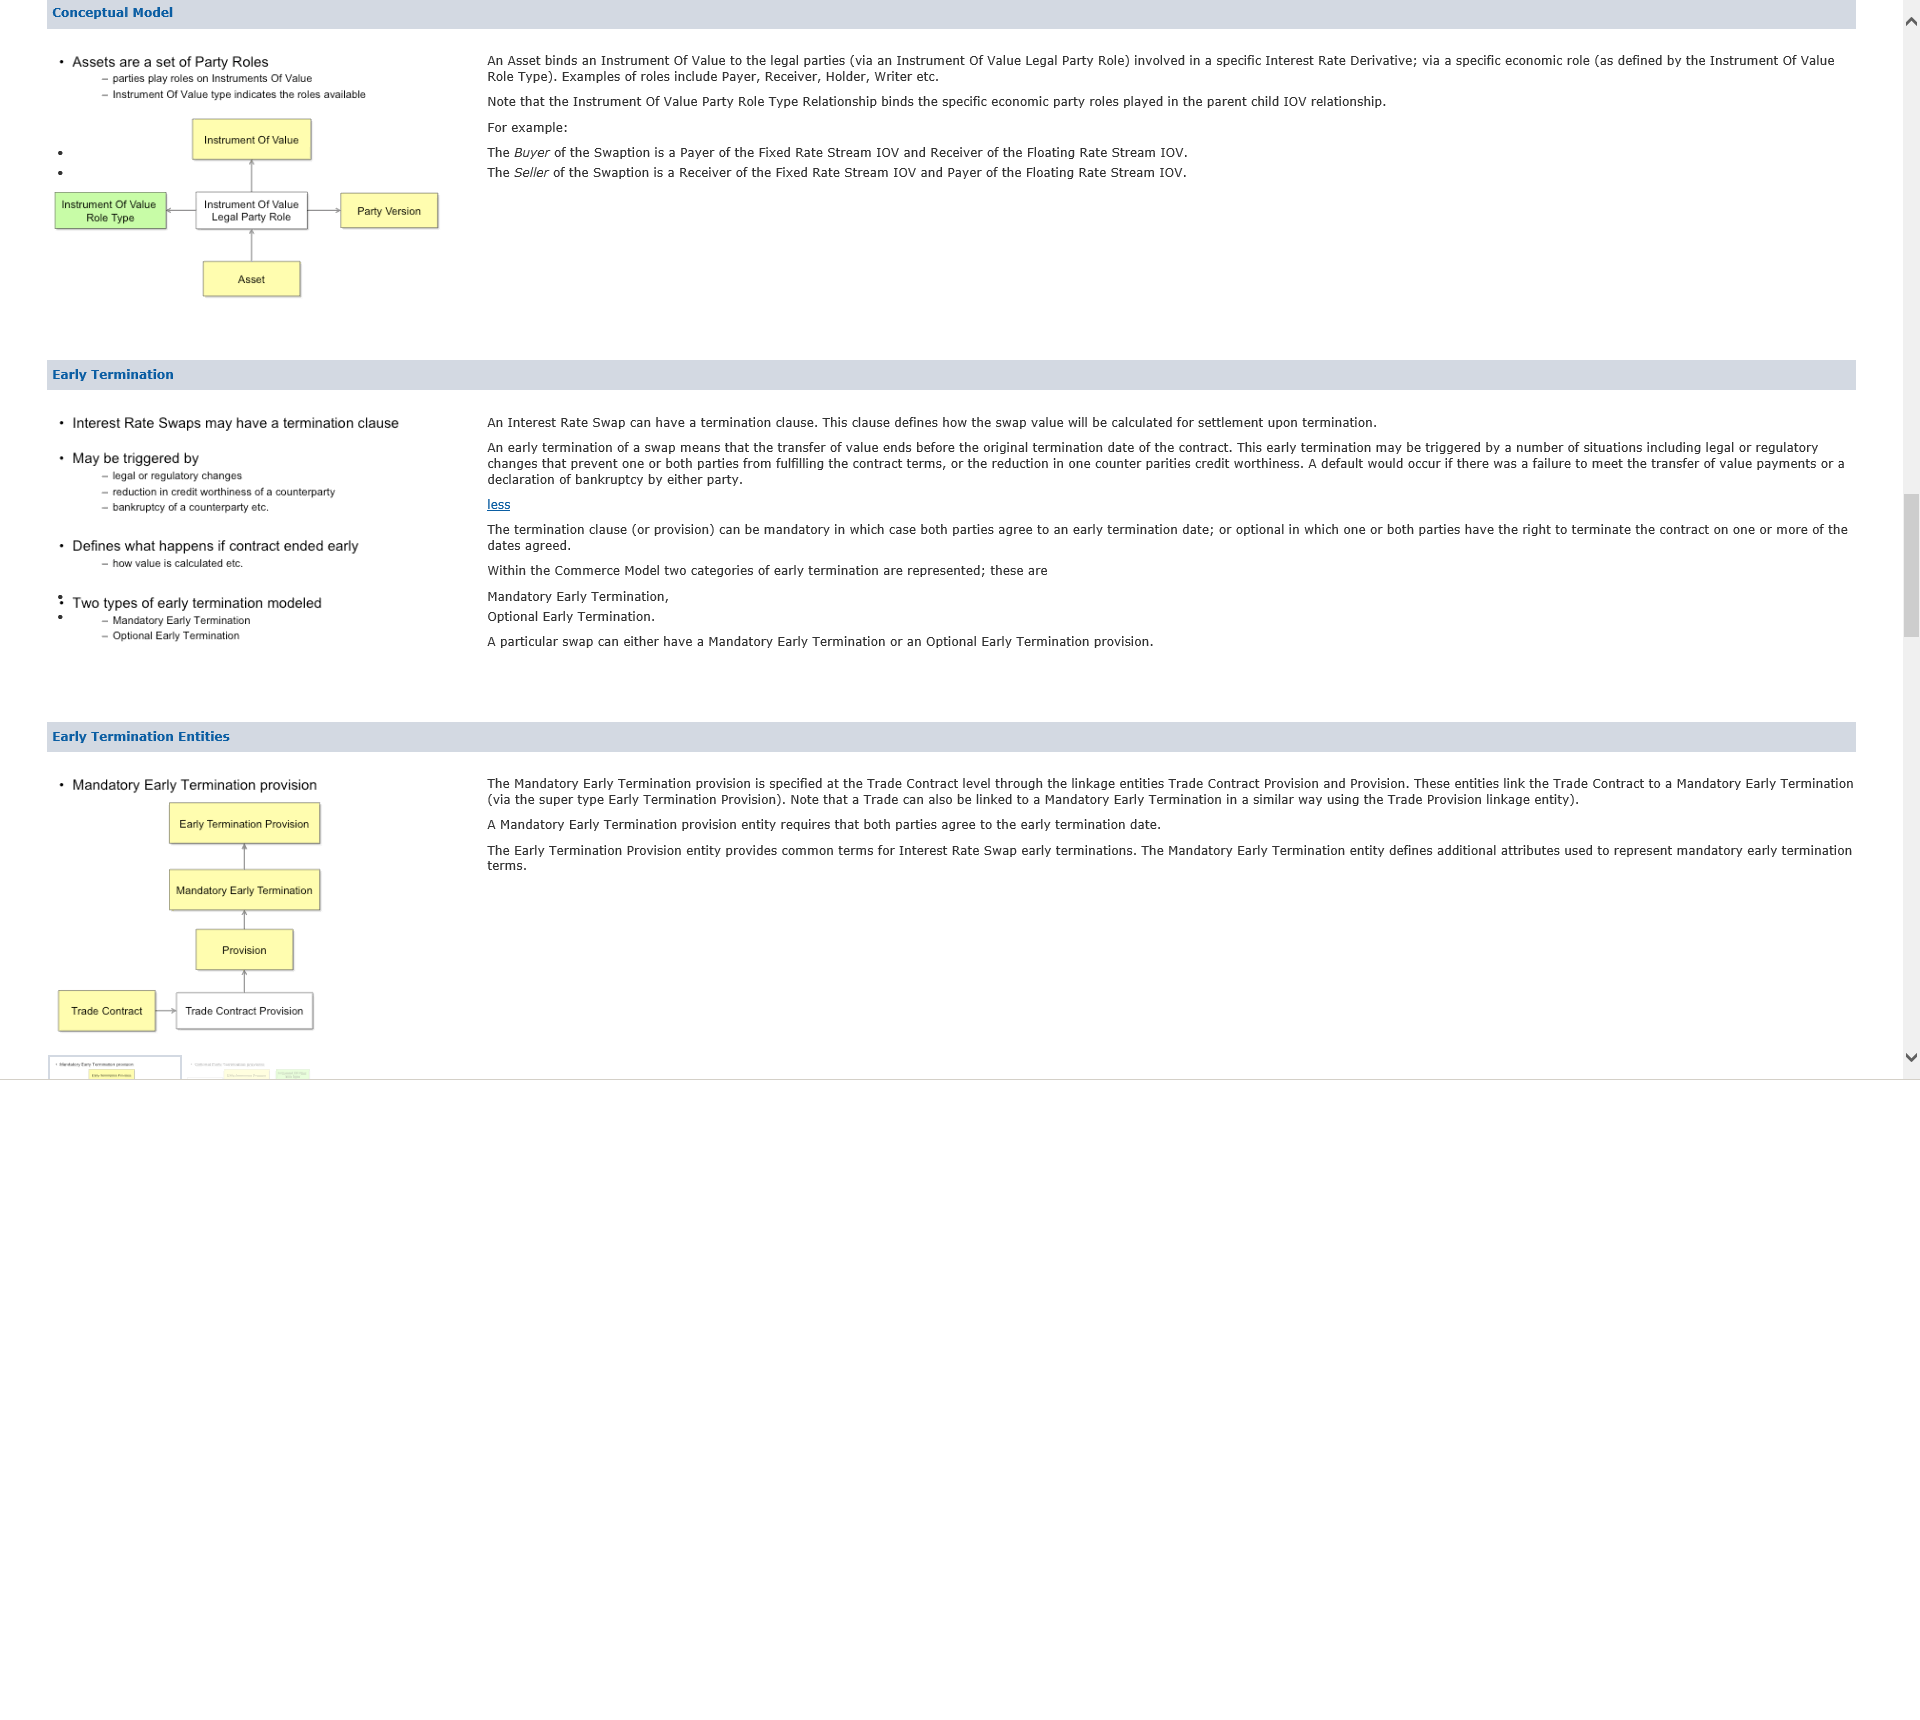 Conceptual Model
• Assets are a set of Party Roles
– parties play roles on Instruments Of Value
– Instrument Of Value type indicates the roles available
Instrument Of Value
Instrument Of Value
Role Type
Instrument Of Value
Legal Party Role
Party Version
Asset
An Asset binds an Instrument Of Value to the legal parties (via an Instrument Of Value Legal Party Role) involved in a specific Interest Rate Derivative; via a specific economic role (as defined by the Instrument Of Value
Role Type). Examples of roles include Payer, Receiver, Holder, Writer etc.
Note that the Instrument Of Value Party Role Type Relationship binds the specific economic party roles played in the parent child IOV relationship.
For example:
The Buyer of the Swaption is a Payer of the Fixed Rate Stream IOV and Receiver of the Floating Rate Stream IOV.
The Seller of the Swaption is a Receiver of the Fixed Rate Stream IOV and Payer of the Floating Rate Stream IOV.
Early Termination
• Interest Rate Swaps may have a termination clause
• May be triggered by
– legal or regulatory changes
– reduction in credit worthiness of a counterparty
– bankruptcy of a counterparty etc.
• Defines what happens if contract ended early
– how value is calculated etc.
• Two types of early termination modeled
– Mandatory Early Termination
– Optional Early Termination
An Interest Rate Swap can have a termination clause. This clause defines how the swap value will be calculated for settlement upon termination.
An early termination of a swap means that the transfer of value ends before the original termination date of the contract. This early termination may be triggered by a number of situations including legal or regulatory
changes that prevent one or both parties from fulfilling the contract terms, or the reduction in one counter parities credit worthiness. A default would occur if there was a failure to meet the transfer of value payments or a
declaration of bankruptcy by either party.
less
The termination clause (or provision) can be mandatory in which case both parties agree to an early termination date; or optional in which one or both parties have the right to terminate the contract on one or more of the
dates agreed.
Within the Commerce Model two categories of early termination are represented; these are
Mandatory Early Termination,
Optional Early Termination.
A particular swap can either have a Mandatory Early Termination or an Optional Early Termination provision.
Early Termination Entities
• Mandatory Early Termination provision
Early Termination Provision
Mandatory Early Termination
Provision
Trade Contract
Trade Contract Provision
The Mandatory Early Termination provision is specified at the Trade Contract level through the linkage entities Trade Contract Provision and Provision. These entities link the Trade Contract to a Mandatory Early Termination
(via the super type Early Termination Provision). Note that a Trade can also be linked to a Mandatory Early Termination in a similar way using the Trade Provision linkage entity).
A Mandatory Early Termination provision entity requires that both parties agree to the early termination date.
The Early Termination Provision entity provides common terms for Interest Rate Swap early terminations. The Mandatory Early Termination entity defines additional attributes used to represent mandatory early termination
terms.
• Mandatory Early Termination provision
Early Termination Provision